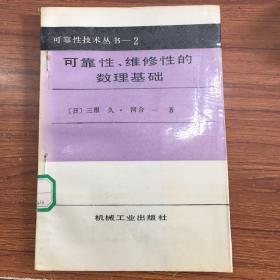 可靠性技术丛书—2
可靠性、维修性的
数理基础
〔日〕三根 久·河合 一 著
机械工业出版社